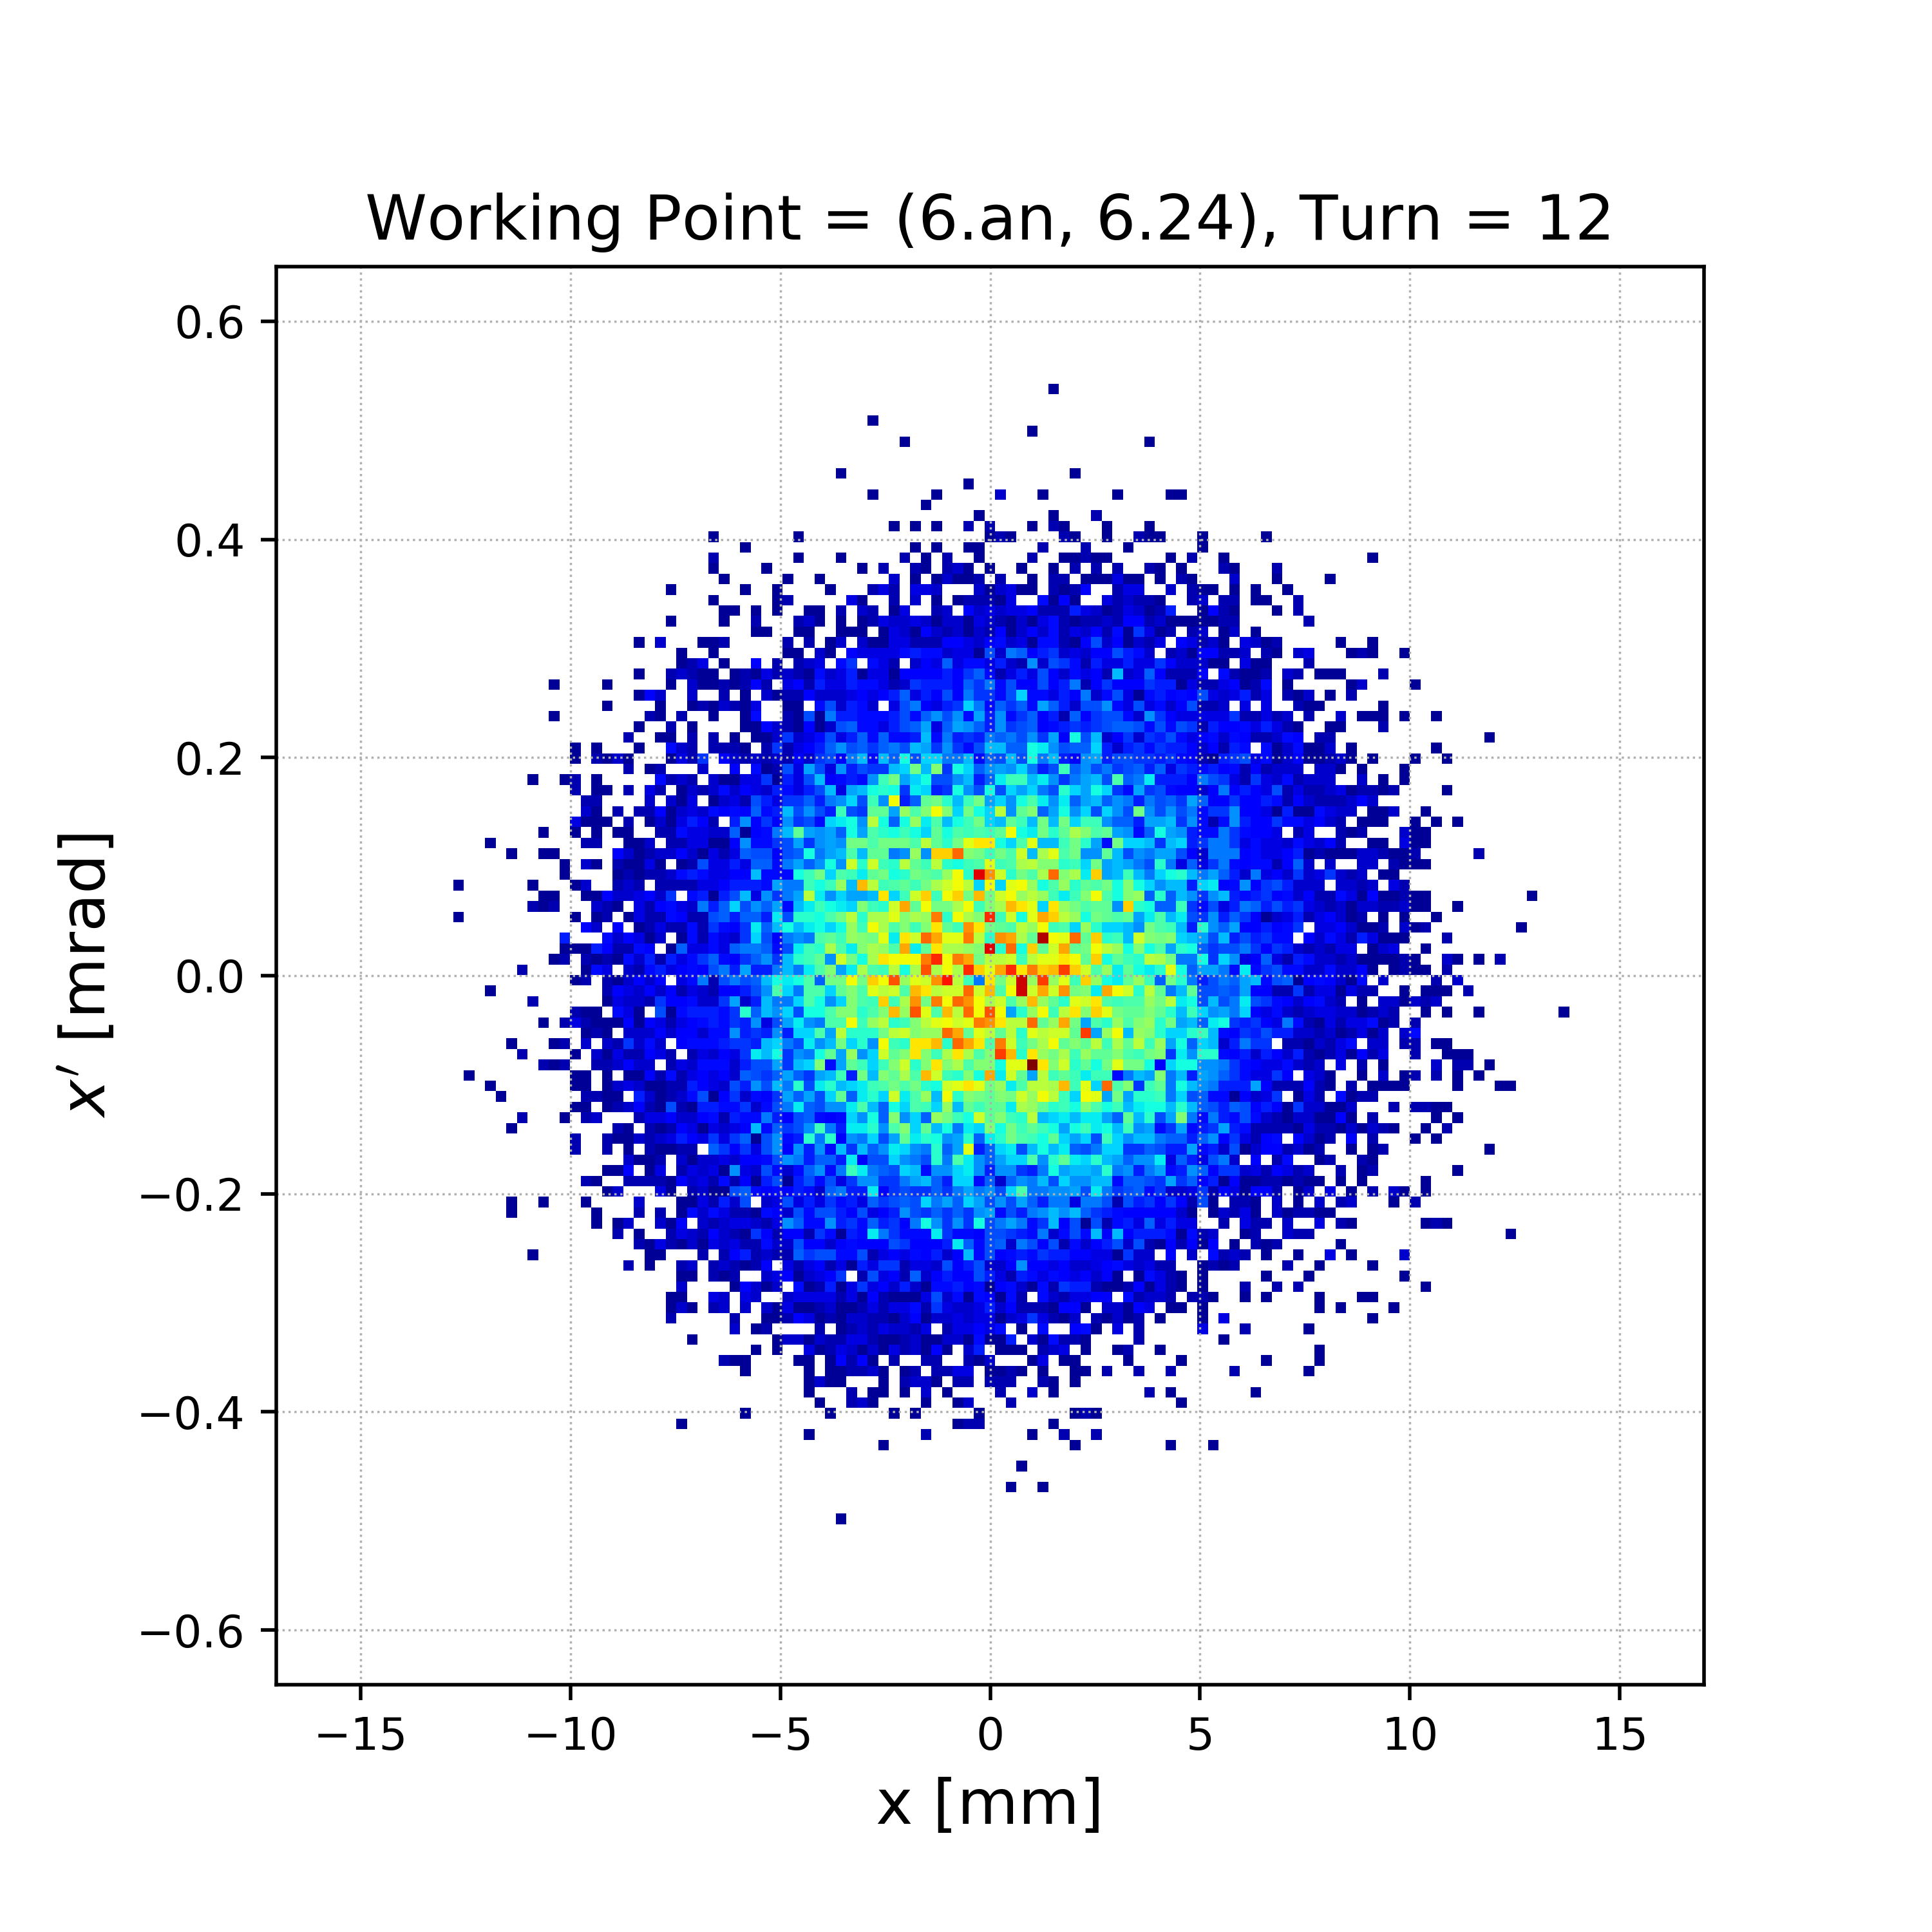 Working Point = (6.an, 6.24), Turn = 12
0.6
0.4
0.2
0.0
−0.2
−0.4
−0.6
x′ [mrad]
−15 −10 −5 0 5 10 15
x [mm]